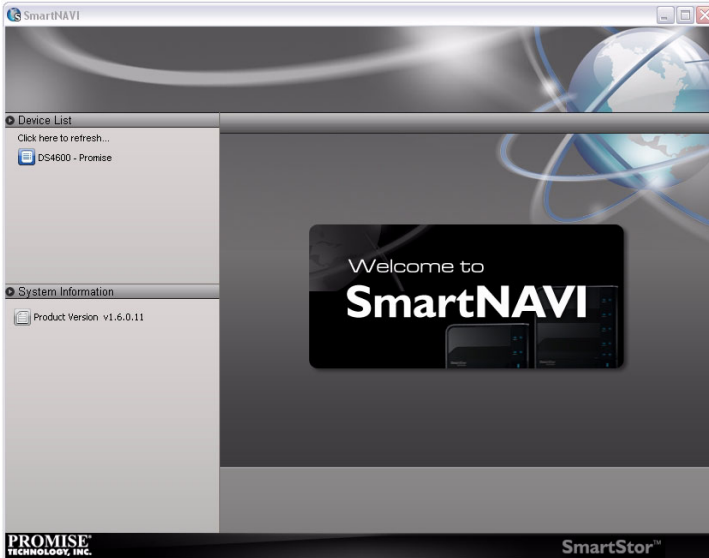 SmartNAVI
Device List
Click here to refresh...
DS4600 - Promise
Welcome to
SmartNAVI
System Information
Product Version v1.6.0.11
PROMISE®
TECHNOLOGY, INC.
SmartStor™